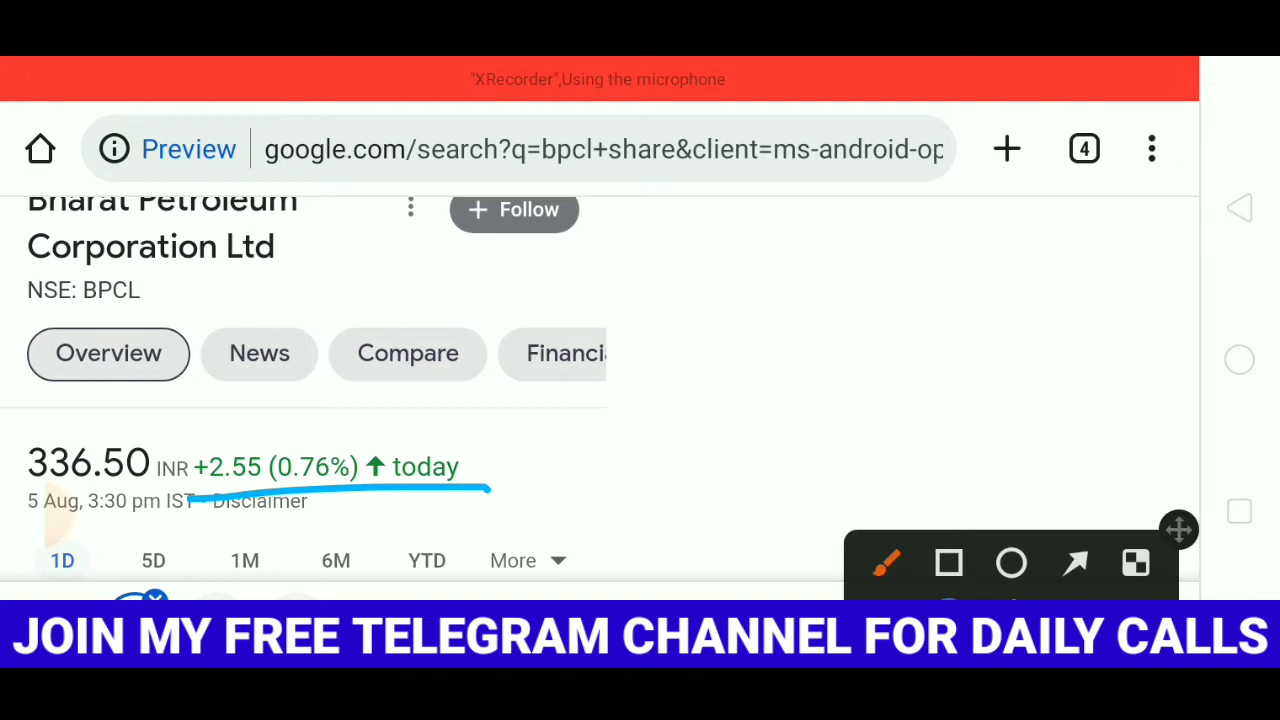 "XRecorder",Using the microphone
Preview google.com/search?q=bpcl+share&client=ms-android-op
4
Bharat Petroleum
Corporation Ltd
+ Follow
NSE: BPCL
Overview News Compare Financi
336.50 INR +2.55 (0.76%) ↑ today
5 Aug, 3:30 pm IST · Disclaimer
1D 5D 1M 6M YTD More
JOIN MY FREE TELEGRAM CHANNEL FOR DAILY CALLS